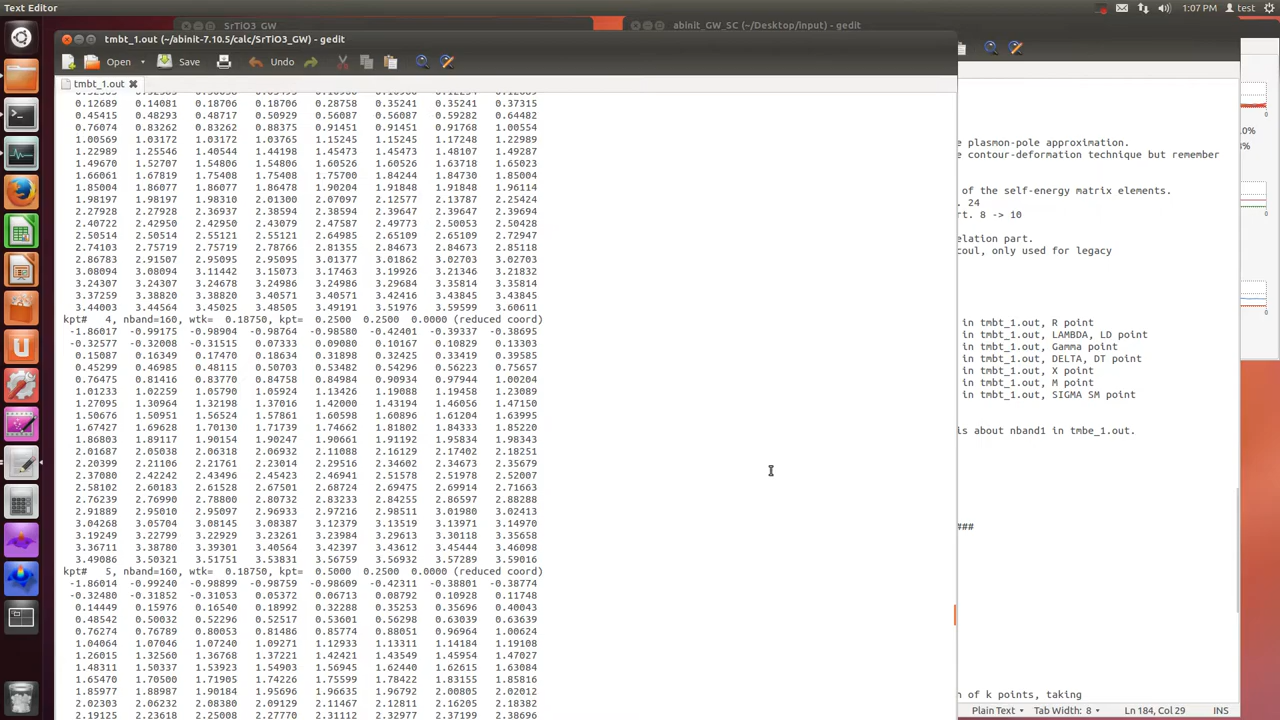 Text Editor
1:07 PM
test
SrTiO3_GW
abinit_GW_SC (~/Desktop/input) - gedit
tmbt_1.out (~/abinit-7.10.5/calc/SrTiO3_GW) - gedit
Open
Save
Undo
tmbt_1.out
0.12689 0.14081 0.18706 0.18706 0.28758 0.35241 0.35241 0.37315
0.45415 0.48293 0.48717 0.50929 0.56087 0.56087 0.59282 0.64482
0.76074 0.83262 0.83262 0.88375 0.91451 0.91451 0.91768 1.00554
1.00569 1.03172 1.03172 1.03765 1.15245 1.15245 1.17248 1.22989
1.22989 1.25546 1.40544 1.44198 1.45473 1.45473 1.48107 1.49287
1.49670 1.52707 1.54806 1.54806 1.60526 1.60526 1.63718 1.65023
1.66061 1.67819 1.75408 1.75408 1.75700 1.84244 1.84730 1.85004
1.85004 1.86077 1.86077 1.86478 1.90204 1.91848 1.91848 1.96114
1.98197 1.98197 1.98310 2.01300 2.07097 2.12577 2.13787 2.25424
2.27928 2.27928 2.36937 2.38594 2.38594 2.39647 2.39647 2.39694
2.40722 2.42950 2.42950 2.43079 2.47587 2.49773 2.50053 2.50428
2.50514 2.50514 2.55121 2.55121 2.64985 2.65109 2.65109 2.72947
2.74103 2.75719 2.75719 2.78766 2.81355 2.84673 2.84673 2.85118
2.86783 2.91507 2.95095 2.95095 3.01377 3.01862 3.02703 3.02703
3.08094 3.08094 3.11442 3.15073 3.17463 3.19926 3.21346 3.21832
3.24307 3.24307 3.24678 3.24986 3.24986 3.29684 3.35814 3.35814
3.37259 3.38820 3.38820 3.40571 3.40571 3.42416 3.43845 3.43845
3.44003 3.44564 3.45025 3.48505 3.49191 3.51976 3.59599 3.60611
kpt# 4, nband=160, wtk= 0.18750, kpt= 0.2500 0.2500 0.0000 (reduced coord)
-1.86017 -0.99175 -0.98904 -0.98764 -0.98580 -0.42401 -0.39337 -0.38695
-0.32577 -0.32008 -0.31515 0.07332 0.09080 0.10167 0.10829 0.13303
0.15087 0.16349 0.17470 0.18634 0.31890 0.32425 0.33419 0.39585
0.45299 0.46985 0.48115 0.50703 0.53482 0.54296 0.56223 0.75657
0.76475 0.81416 0.83770 0.84758 0.84984 0.90934 0.97944 1.00204
1.01233 1.02259 1.05790 1.05924 1.13426 1.19088 1.19458 1.23089
1.27095 1.30964 1.32198 1.37016 1.42000 1.43194 1.46056 1.47150
1.50676 1.50951 1.56524 1.57861 1.60598 1.60896 1.61204 1.63995
1.67427 1.69628 1.70130 1.71739 1.74662 1.81802 1.84333 1.85220
1.86803 1.89117 1.90154 1.90247 1.90661 1.91192 1.95834 1.98343
2.01687 2.05038 2.06318 2.06932 2.11088 2.16129 2.17402 2.18251
2.20399 2.21106 2.21761 2.23014 2.29516 2.34602 2.34673 2.35679
2.37080 2.42242 2.43496 2.45423 2.46941 2.51578 2.51978 2.52007
2.58102 2.60183 2.61528 2.67501 2.68724 2.69475 2.69914 2.71663
2.76239 2.76990 2.78800 2.80732 2.83233 2.84255 2.86597 2.88288
2.91889 2.95010 2.95097 2.96933 2.97216 2.98511 3.01980 3.02413
3.04268 3.05704 3.08145 3.08387 3.12379 3.13519 3.13971 3.14970
3.19249 3.22799 3.22929 3.23261 3.23984 3.29613 3.30118 3.35658
3.36711 3.38780 3.39301 3.40564 3.42397 3.43612 3.45444 3.46098
3.49086 3.50321 3.51751 3.53831 3.56759 3.56932 3.57289 3.59016
kpt# 5, nband=160, wtk= 0.18750, kpt= 0.5000 0.2500 0.0000 (reduced coord)
-1.86014 -0.99240 -0.98899 -0.98759 -0.98609 -0.42311 -0.38801 -0.38774
-0.32480 -0.31852 -0.31053 0.05372 0.06713 0.08792 0.10928 0.11748
0.14449 0.15976 0.16540 0.18992 0.32288 0.35253 0.35696 0.40043
0.48542 0.50032 0.52296 0.52517 0.53601 0.56298 0.63039 0.63639
0.76274 0.76789 0.80053 0.81486 0.85774 0.88051 0.96964 1.00624
1.04064 1.07046 1.07240 1.09271 1.12933 1.13311 1.14184 1.19108
1.26015 1.32560 1.36768 1.37221 1.42421 1.43549 1.45954 1.47027
1.48311 1.50337 1.53923 1.54903 1.56945 1.62440 1.62615 1.63084
1.65470 1.70500 1.71905 1.74226 1.75599 1.78422 1.83155 1.85816
1.85977 1.88987 1.90184 1.95696 1.96635 1.96792 2.00805 2.02012
2.02303 2.06232 2.08380 2.09129 2.11467 2.12811 2.16205 2.18042
2.19125 2.23618 2.25008 2.27770 2.31112 2.32977 2.37199 2.38696
e plasmon-pole approximation.
e contour-deformation technique but remember
of the self-energy matrix elements.
. 24
rt. 8 -> 10
elation part.
coul, only used for legacy
in tmbt_1.out, R point
in tmbt_1.out, LAMBDA, LD point
in tmbt_1.out, Gamma point
in tmbt_1.out, DELTA, DT point
in tmbt_1.out, X point
in tmbt_1.out, M point
in tmbt_1.out, SIGMA SM point
is about nband1 in tmbe_1.out.
###
n of k points, taking
Plain Text
Tab Width: 8
Ln 184, Col 29
INS